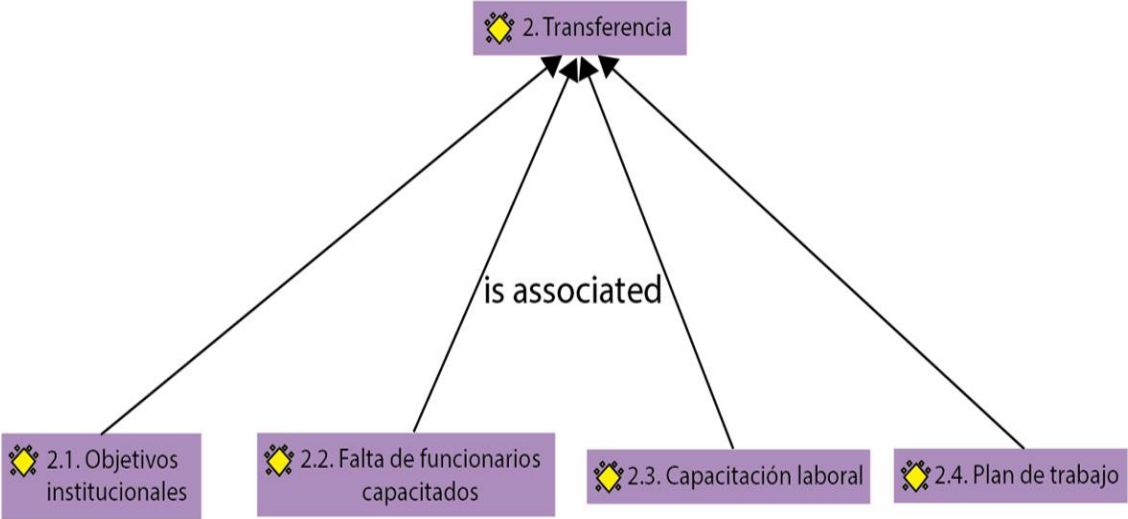 2. Transferencia
is associated
2.1. Objetivos
institucionales
2.2. Falta de funcionarios
capacitados
2.3. Capacitación laboral
2.4. Plan de trabajo